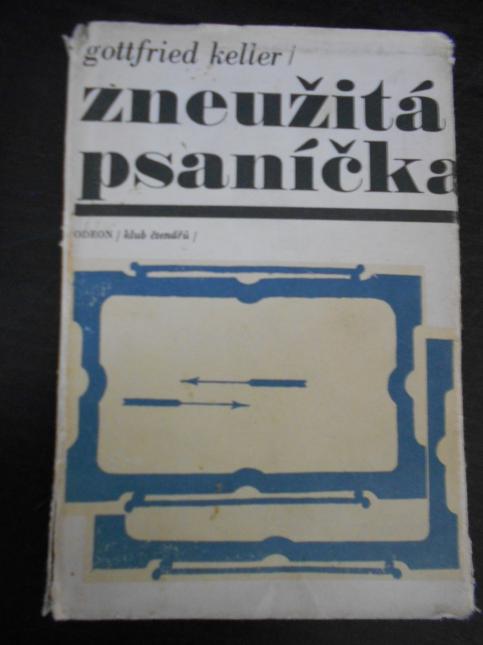 gottfried keller /
zneužitá
psaníčka
ODEON / klub čtenářů /